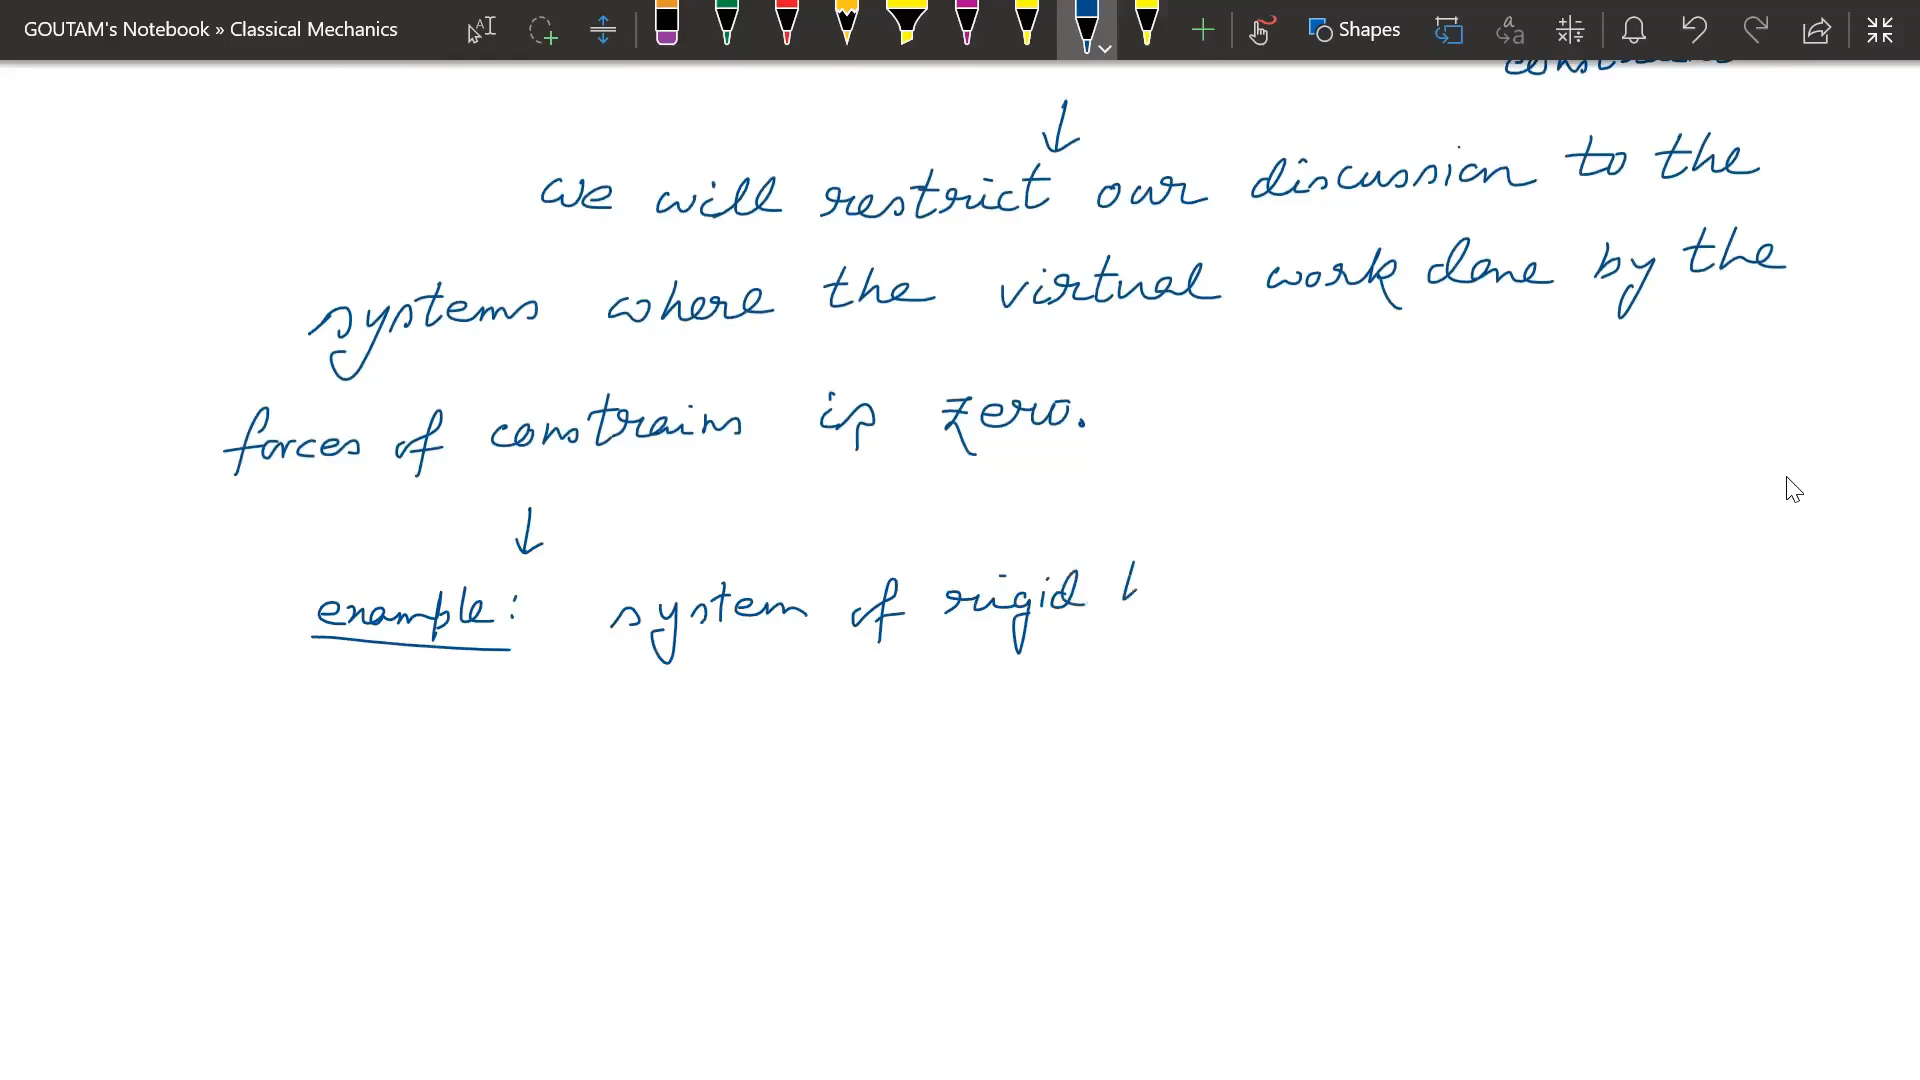 GOUTAM's Notebook » Classical Mechanics
Shapes
we will restrict our discussion to the
systems where the virtual work done by the
forces of constrains is zero.
example: system of rigid